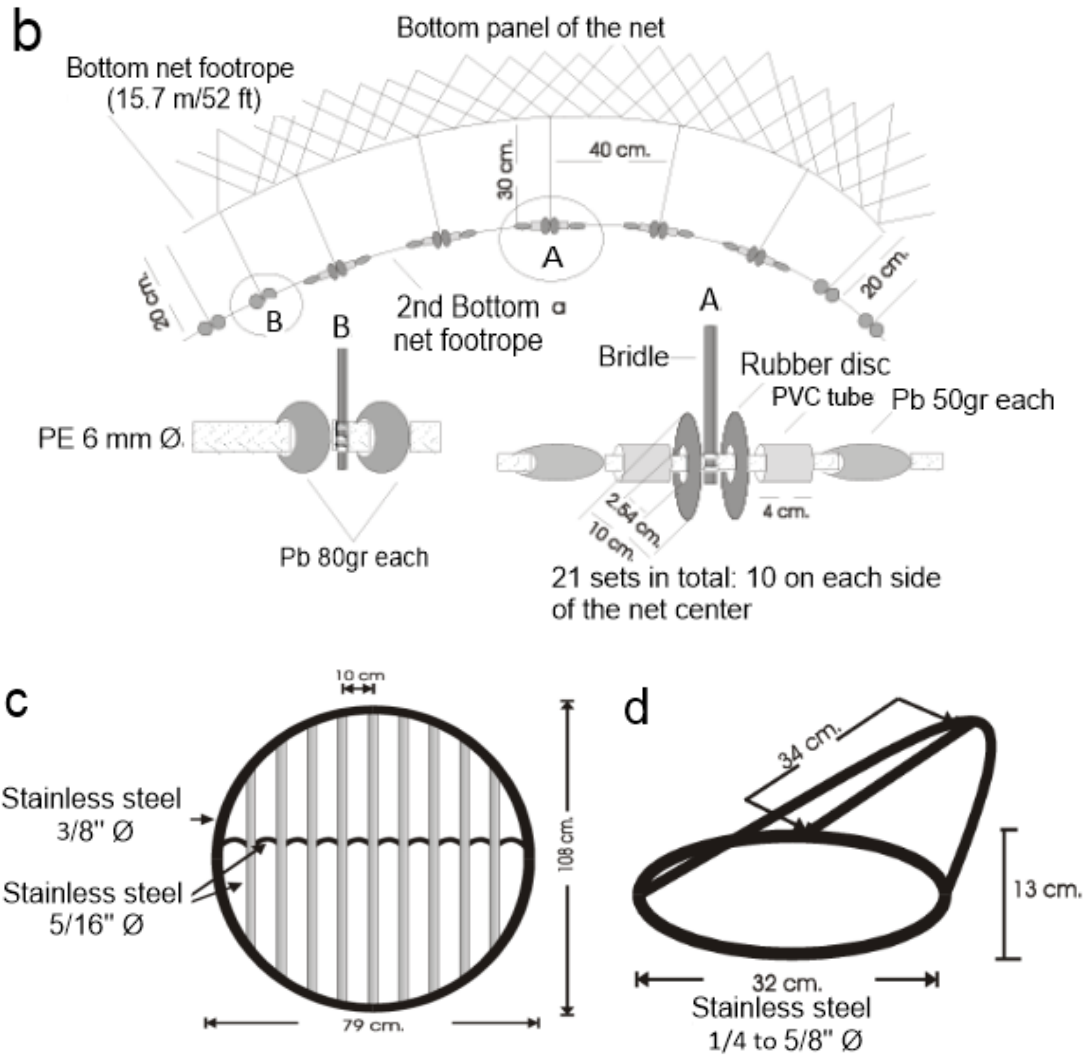 b
Bottom panel of the net
Bottom net footrope
(15.7 m/52 ft)
30 cm.
40 cm.
A
20 cm.
B
2nd Bottom a
net footrope
20 cm.
B
PE 6 mm Ø.
Pb 80gr each
A
Bridle
Rubber disc
PVC tube
Pb 50gr each
2.54 cm.
10 cm.
4 cm.
21 sets in total: 10 on each side
of the net center
c
10 cm
Stainless steel
3/8" Ø
Stainless steel
5/16" Ø
108 cm.
79 cm.
d
34 cm.
13 cm.
32 cm.
Stainless steel
1/4 to 5/8" Ø